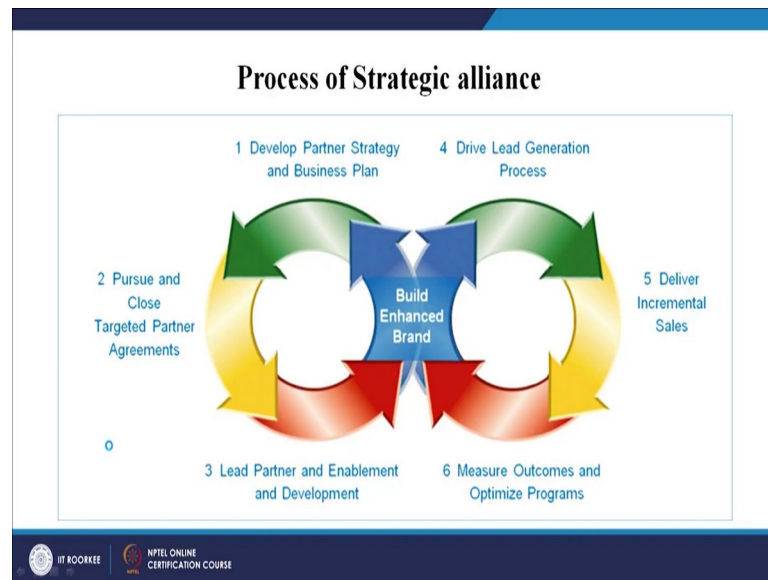 Process of Strategic alliance
1 Develop Partner Strategy
and Business Plan
4 Drive Lead Generation
Process
2 Pursue and
Close
Targeted Partner
Agreements
Build
Enhanced
Brand
5 Deliver
Incremental
Sales
3 Lead Partner and Enablement
and Development
6 Measure Outcomes and
Optimize Programs
IIT ROORKEE
NPTEL ONLINE
CERTIFICATION COURSE